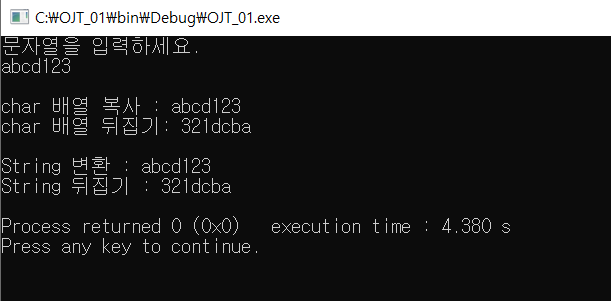 C:₩OJT_01₩bin₩Debug₩OJT_01.exe
문자열을 입력하세요.
abcd123
char 배열 복사 : abcd123
char 배열 뒤집기: 321dcba
String 변환 : abcd123
String 뒤집기 : 321dcba
Process returned 0 (0x0)   execution time : 4.380 s
Press any key to continue.